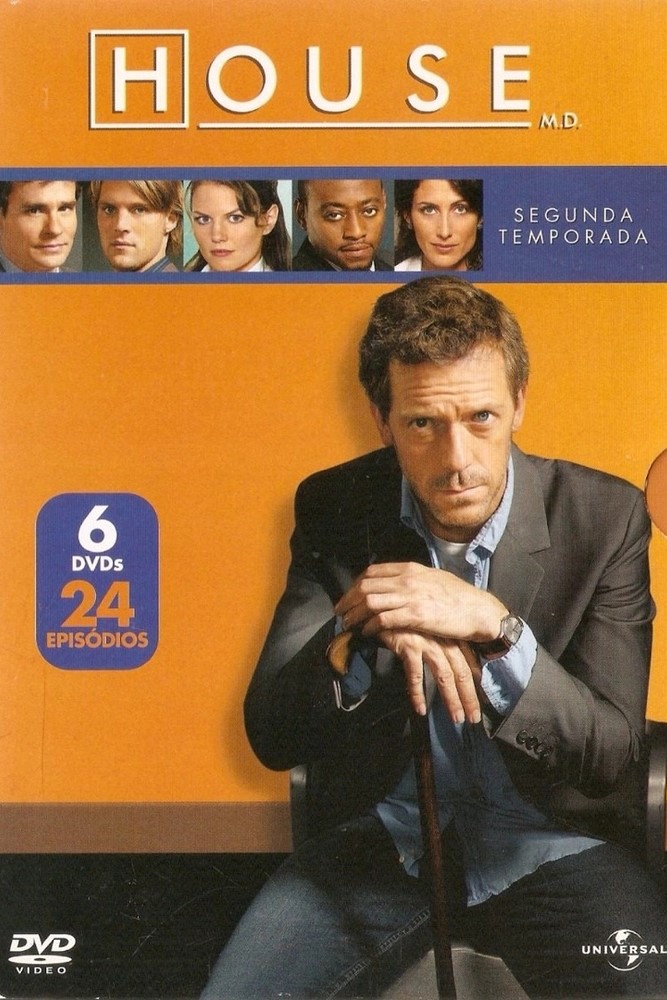 HOUSE
M.D.
SEGUNDA
TEMPORADA
6
DVDs
24
EPISÓDIOS
DVD
VIDEO
UNIVERSAL